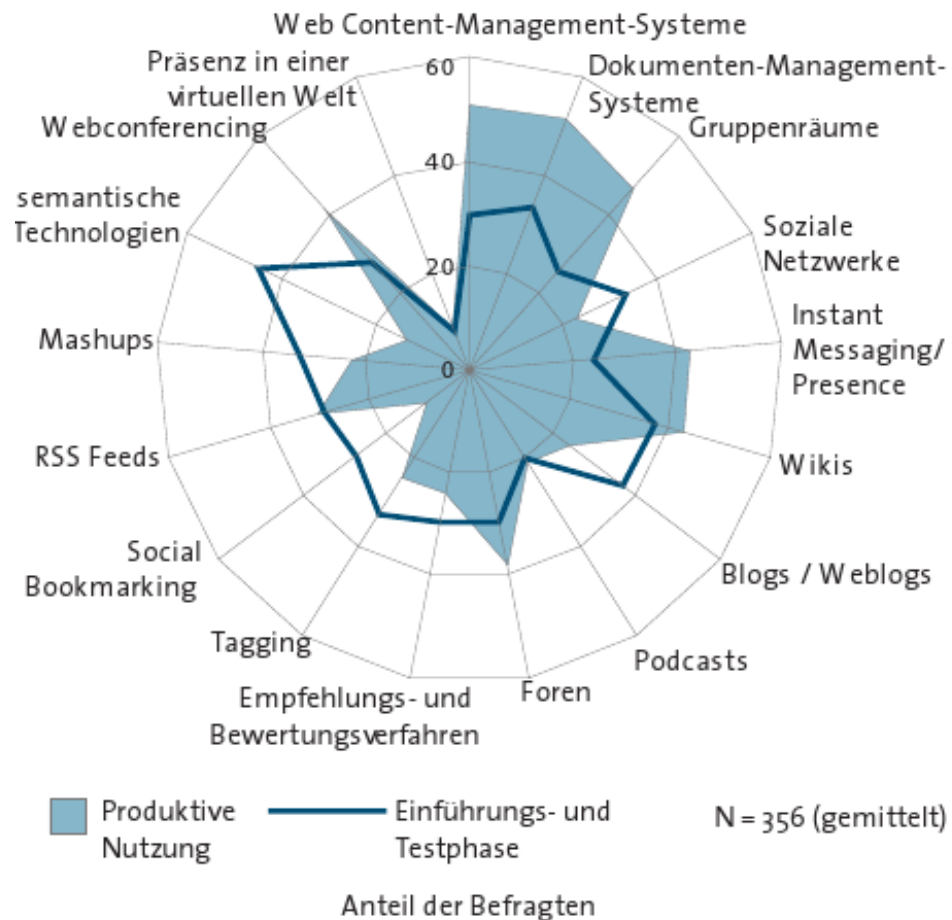 Web Content-Management-Systeme
Präsenz in einer
virtuellen Welt
60
Dokumenten-Management-
Systeme
Webconferencing
Gruppenräume
40
semantische
Technologien
Soziale
Netzwerke
20
Instant
Messaging/
Presence
Mashups
0
RSS Feeds
Wikis
Social
Bookmarking
Blogs / Weblogs
Tagging
Podcasts
Empfehlungs- und
Bewertungsverfahren
Foren
Produktive
Nutzung
Einführungs- und
Testphase
N = 356 (gemittelt)
Anteil der Befragten